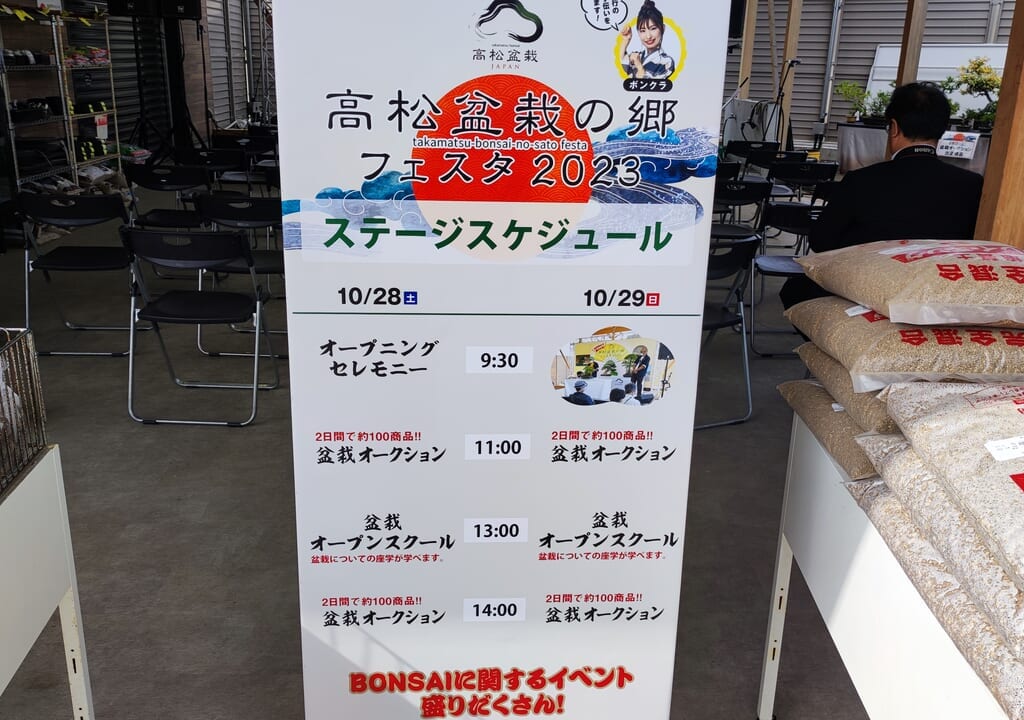 伝いを
ます!
takamatsu bonsai
高松盆栽
JAPAN
ボンクラ
高松盆栽の郷
takamatsu-bonsai-no-sato festa
フェスタ 2023
ステージスケジュール
10/28土
10/29日
オープニング
セレモニー
9:30
2日間で約100商品!!
盆栽オークション
11:00
2日間で約100商品!!
盆栽オークション
盆栽
オープンスクール
盆栽についての座学が学べます。
13:00
盆栽
オープンスクール
盆栽についての座学が学べます。
2日間で約100商品!!
盆栽オークション
14:00
2日間で約100商品!!
盆栽オークション
BONSAIに関するイベント
盛りだくさん!